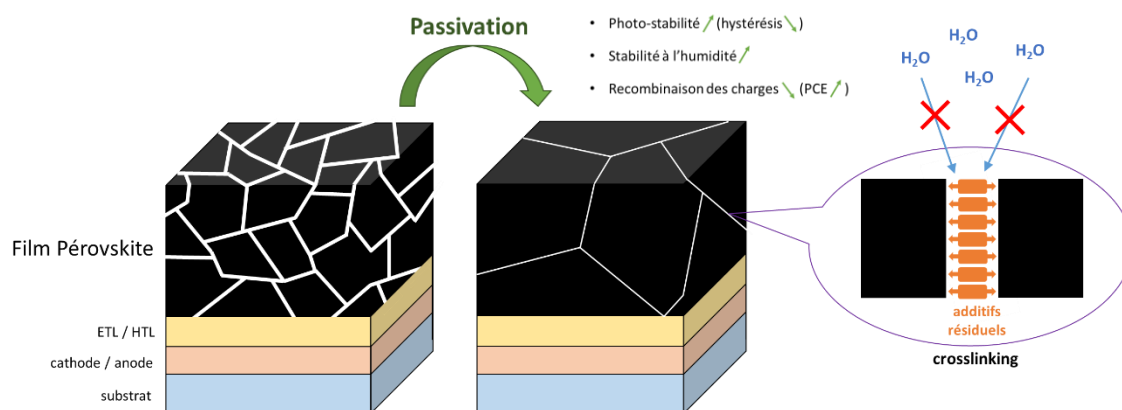 Passivation
• Photo-stabilité ↗ (hystérésis ↘)
• Stabilité à l'humidité ↗
• Recombinaison des charges ↘ (PCE ↗)
H₂O
H₂O
H₂O
H₂O
Film Pérovskite
ETL / HTL
cathode / anode
substrat
additifs
résiduels
crosslinking